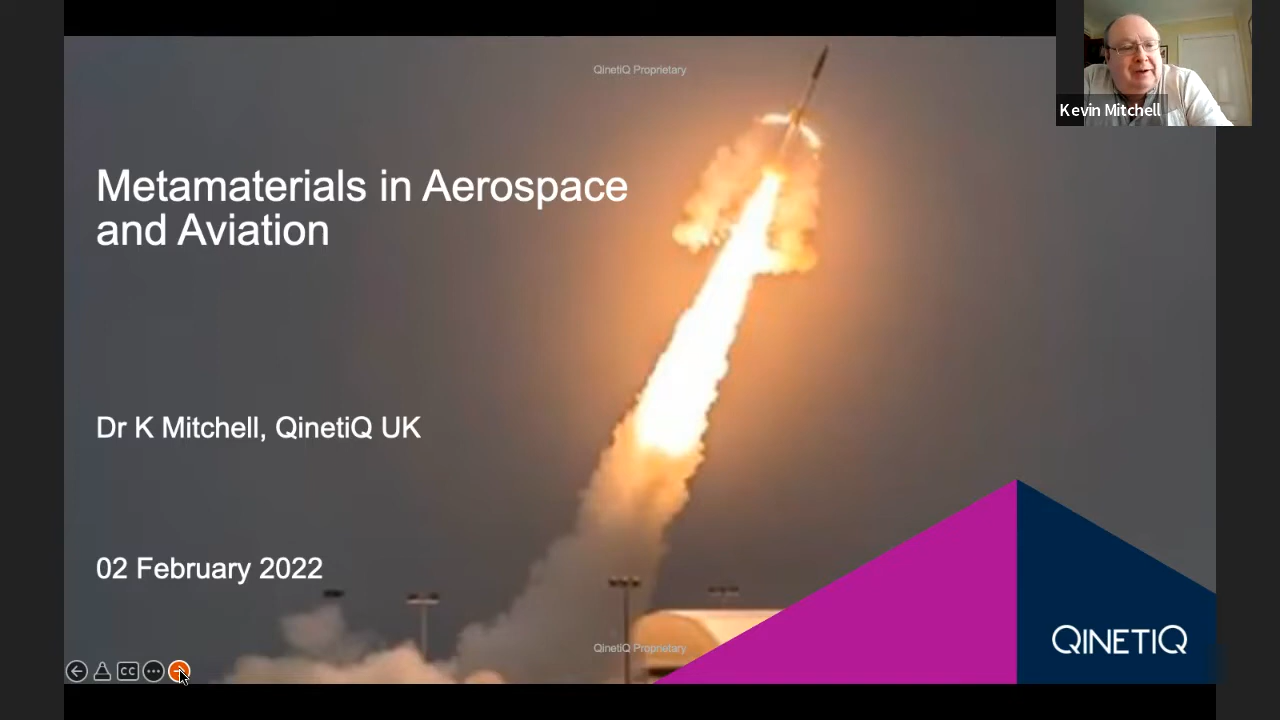 QinetiQ Proprietary
Kevin Mitchell
Metamaterials in Aerospace
and Aviation
Dr K Mitchell, QinetiQ UK
02 February 2022
QinetiQ Proprietary
QINETIQ
CC